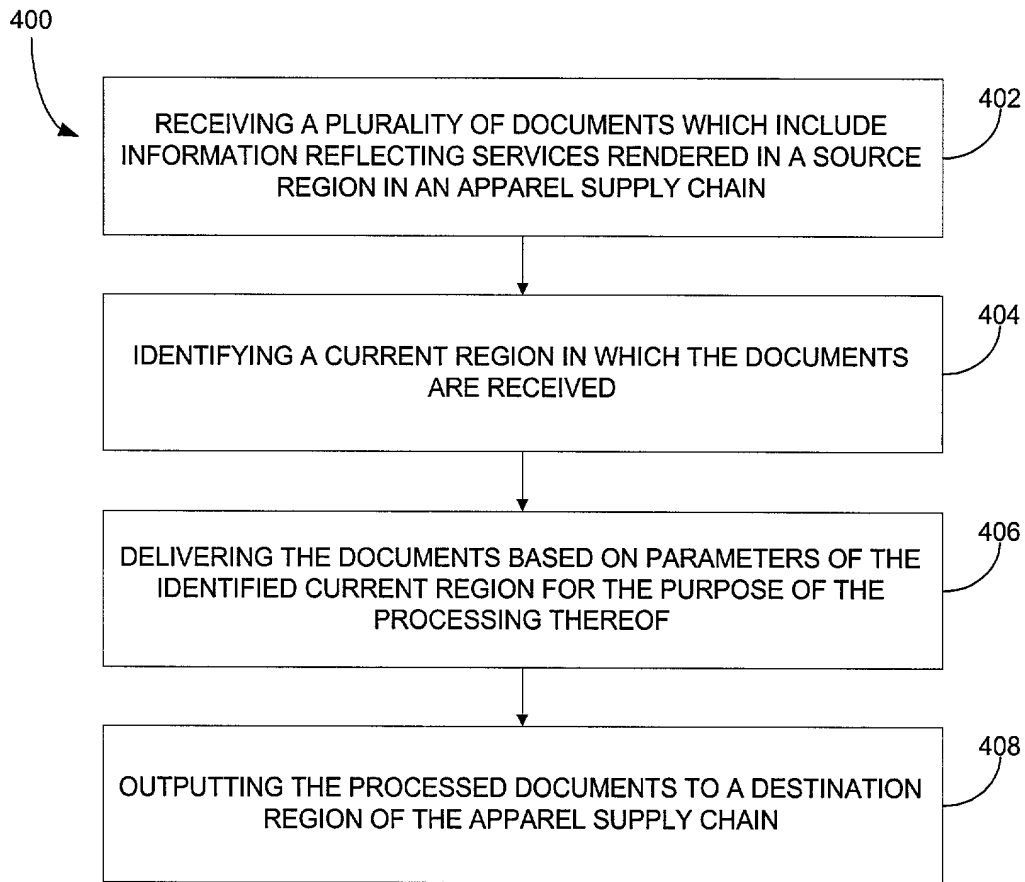 400
402
RECEIVING A PLURALITY OF DOCUMENTS WHICH INCLUDE
INFORMATION REFLECTING SERVICES RENDERED IN A SOURCE
REGION IN AN APPAREL SUPPLY CHAIN
404
IDENTIFYING A CURRENT REGION IN WHICH THE DOCUMENTS
ARE RECEIVED
406
DELIVERING THE DOCUMENTS BASED ON PARAMETERS OF THE
IDENTIFIED CURRENT REGION FOR THE PURPOSE OF THE
PROCESSING THEREOF
408
OUTPUTTING THE PROCESSED DOCUMENTS TO A DESTINATION
REGION OF THE APPAREL SUPPLY CHAIN